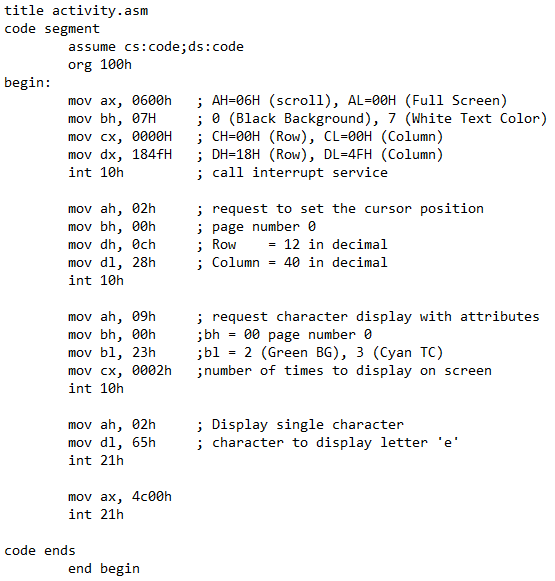 title activity.asm
code segment
        assume cs:code;ds:code
        org 100h
begin:
        mov ax, 0600h   ; AH=06H (scroll), AL=00H (Full Screen)
        mov bh, 07H     ; 0 (Black Background), 7 (White Text Color)
        mov cx, 0000H   ; CH=00H (Row), CL=00H (Column)
        mov dx, 184fH   ; DH=18H (Row), DL=4FH (Column)
        int 10h         ; call interrupt service

        mov ah, 02h     ; request to set the cursor position
        mov bh, 00h     ; page number 0
        mov dh, 0ch     ; Row    = 12 in decimal
        mov dl, 28h     ; Column = 40 in decimal
        int 10h

        mov ah, 09h     ; request character display with attributes
        mov bh, 00h     ;bh = 00 page number 0
        mov bl, 23h     ;bl = 2 (Green BG), 3 (Cyan TC)
        mov cx, 0002h   ;number of times to display on screen
        int 10h

        mov ah, 02h     ; Display single character
        mov dl, 65h     ; character to display letter 'e'
        int 21h

        mov ax, 4c00h
        int 21h

code ends
        end begin